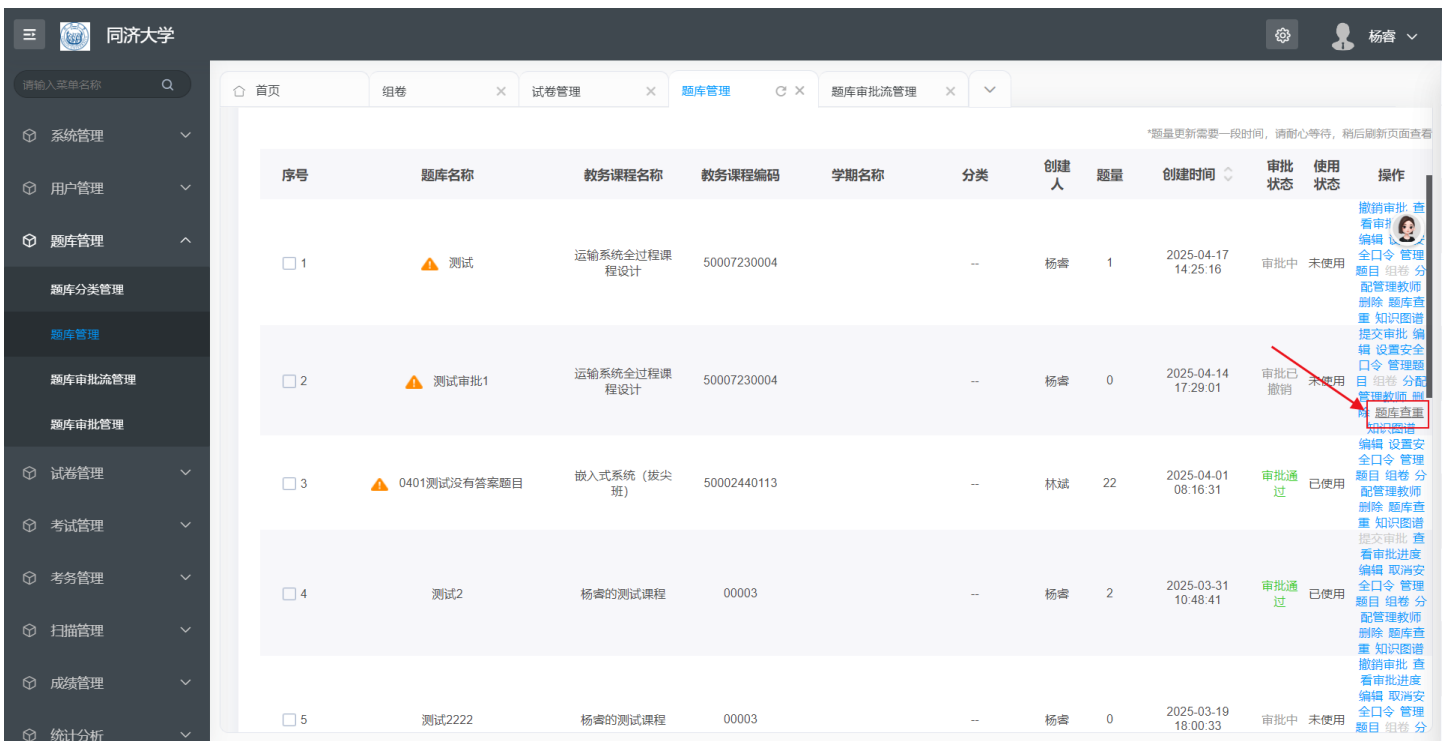 同济大学
杨睿
请输入菜单名称
首页
组卷
试卷管理
题库管理
题库审批流管理
系统管理
用户管理
题库管理
题库分类管理
题库管理
题库审批流管理
题库审批管理
试卷管理
考试管理
考务管理
扫描管理
成绩管理
统计分析
*题量更新需要一段时间，请耐心等待，稍后刷新页面查看
序号 题库名称 教务课程名称 教务课程编码 学期名称 分类 创建人 题量 创建时间 审批状态 使用状态 操作
1 测试 运输系统全过程课程设计 50007230004 -- 杨睿 1 2025-04-17 14:25:16 审批中 未使用
撤销审批 查
看审
编辑
全口令 管理
题目 组卷 分
配管理教师
删除 题库查
重 知识图谱
2 测试审批1 运输系统全过程课程设计 50007230004 -- 杨睿 0 2025-04-14 17:29:01 审批已撤销 未使用
提交审批 编
辑 设置安全
口令 管理题
目 组卷 分配
管理教师 删
除 题库查重
知识图谱
3 0401测试没有答案题目 嵌入式系统（拔尖班） 50002440113 -- 林斌 22 2025-04-01 08:16:31 审批通过 已使用
编辑 设置安
全口令 管理
题目 组卷 分
配管理教师
删除 题库查
重 知识图谱
4 测试2 杨睿的测试课程 00003 -- 杨睿 2 2025-03-31 10:48:41 审批通过 已使用
提交审批 查
看审批进度
编辑 取消安
全口令 管理
题目 组卷 分
配管理教师
删除 题库查
重 知识图谱
5 测试2222 杨睿的测试课程 00003 -- 杨睿 0 2025-03-19 18:00:33 审批中 未使用
撤销审批 查
看审批进度
编辑 取消安
全口令 管理
题目 组卷 分